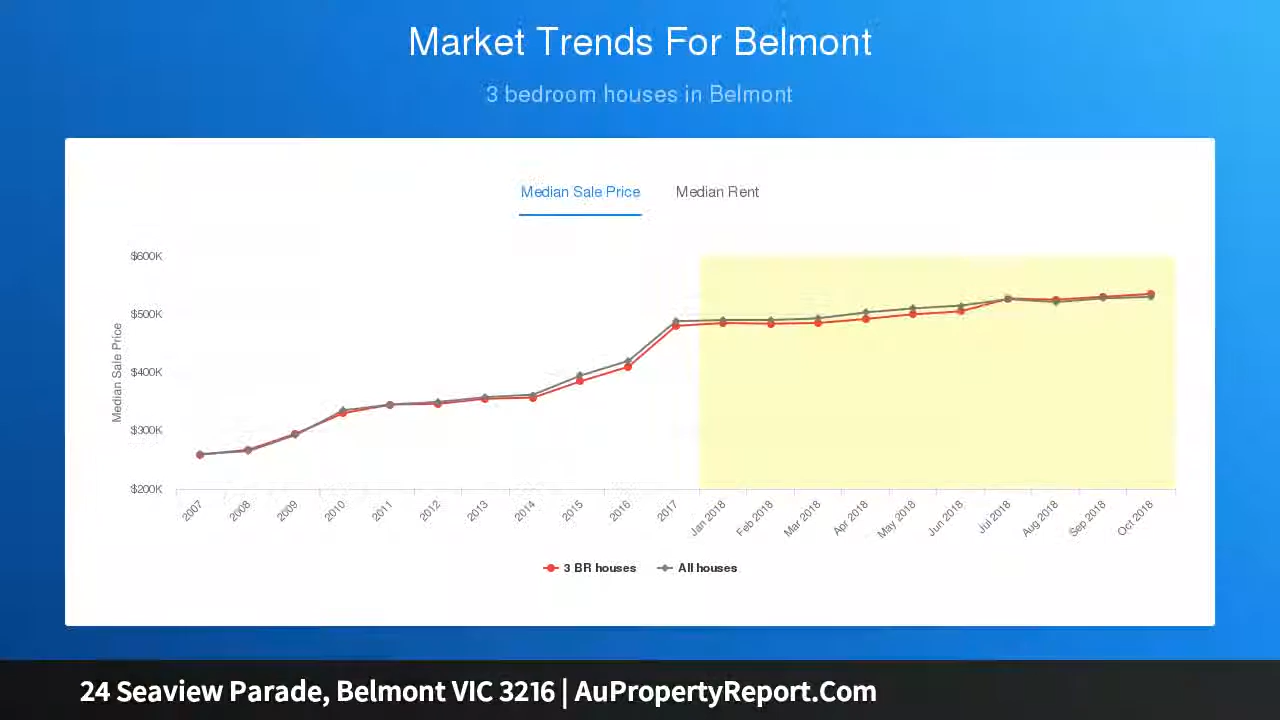 Market Trends For Belmont
3 bedroom houses in Belmont
Median Sale Price Median Rent
$600K
$500K
$400K
$300K
$200K
Median Sale Price
2007 2008 2009 2010 2011 2012 2013 2014 2015 2016 2017 Jan 2018 Feb 2018 Mar 2018 Apr 2018 May 2018 Jun 2018 Jul 2018 Aug 2018 Sep 2018 Oct 2018
3 BR houses All houses
24 Seaview Parade, Belmont VIC 3216 | AuPropertyReport.Com